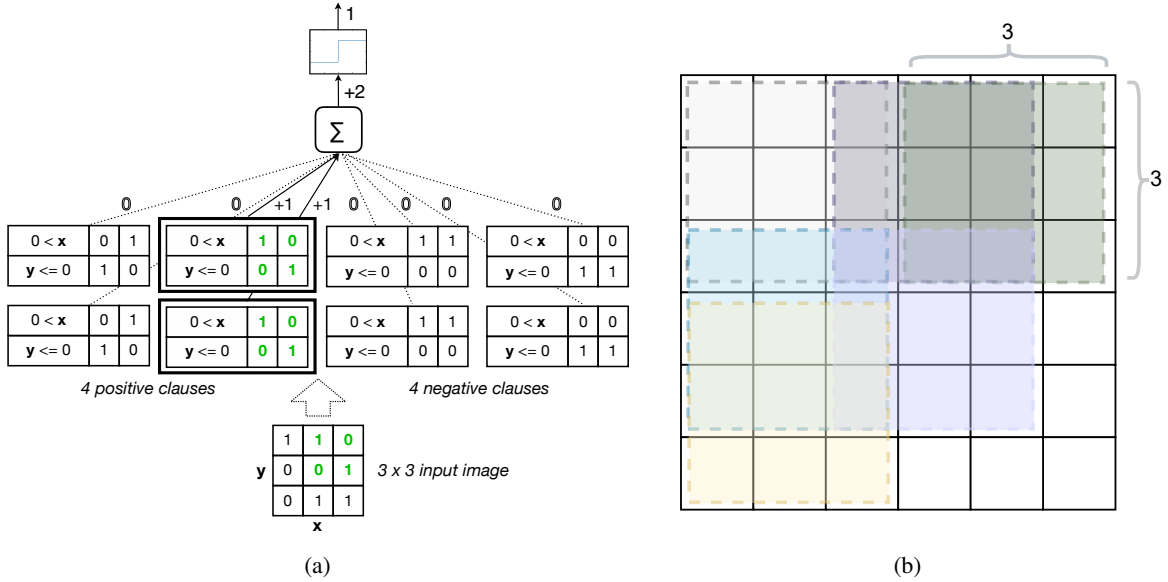 1
+2
Σ
0 0 +1 +1 0 0 0 0
0 < x 0 1 0 < x 1 0 0 < x 1 1 0 < x 0 0
y <= 0 1 0 y <= 0 0 1 y <= 0 0 0 y <= 0 1 1
0 < x 0 1 0 < x 1 0 0 < x 1 1 0 < x 0 0
y <= 0 1 0 y <= 0 0 1 y <= 0 0 0 y <= 0 1 1
4 positive clauses 4 negative clauses
1 1 0
y 0 0 1 3 x 3 input image
0 1 1
x
(a)
3
3
(b)